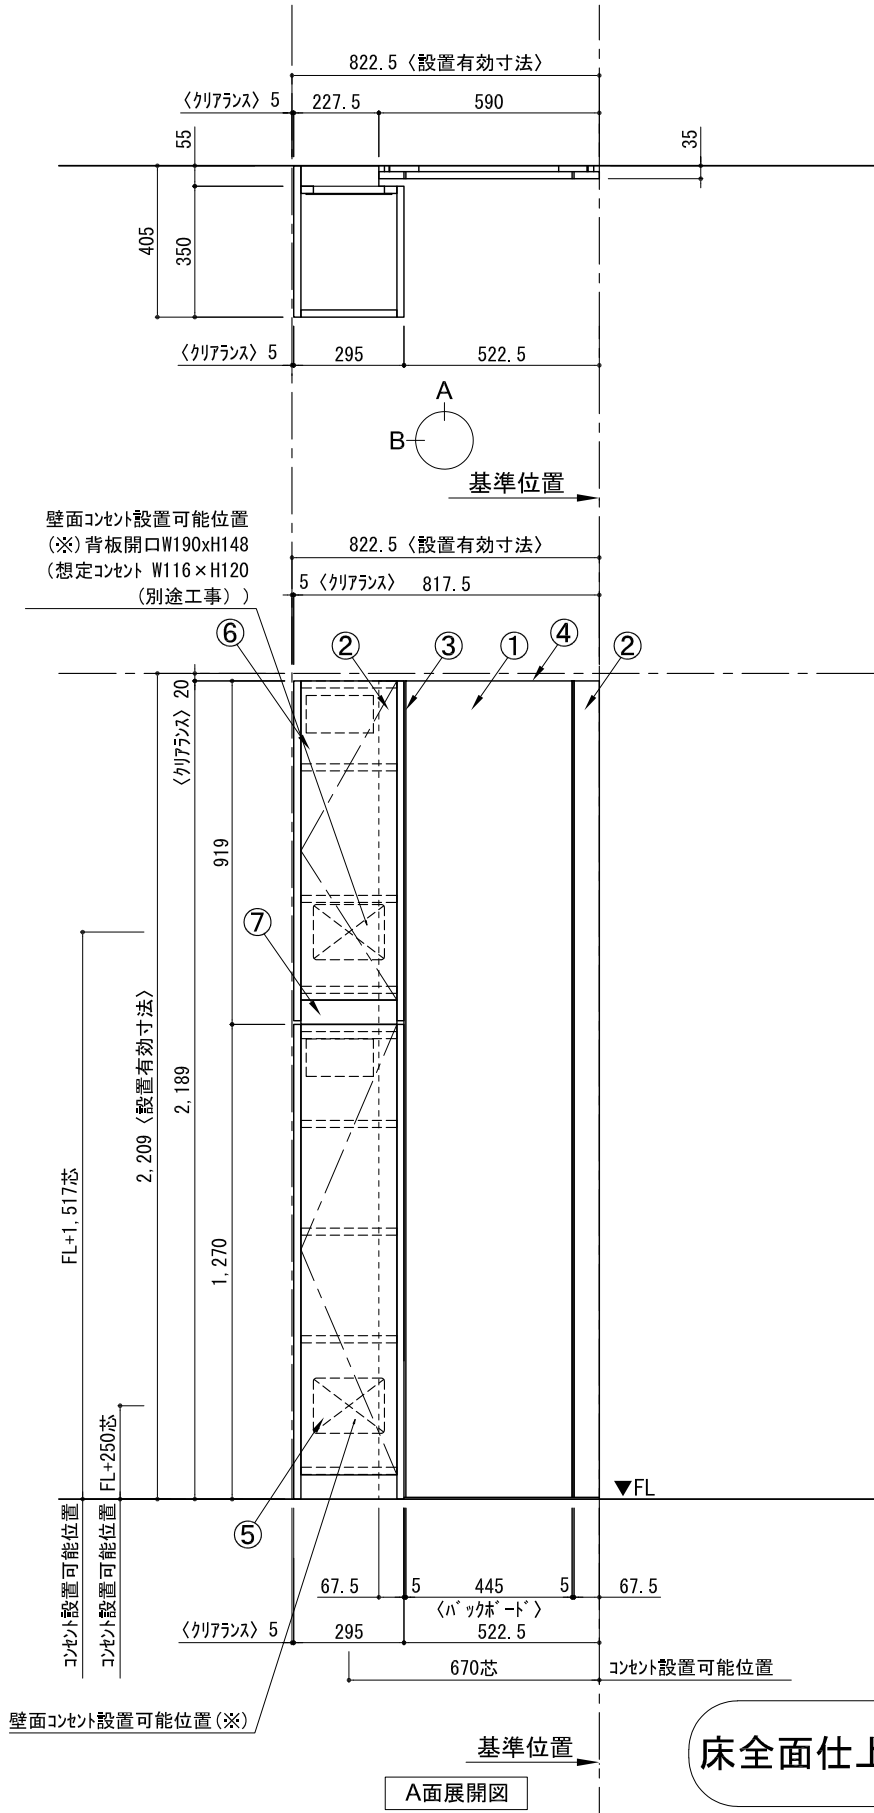 822.5〈設置有効寸法〉
〈クリアランス〉5 227.5 590
55
35
405
350
〈クリアランス〉5 295 522.5
A
B
基準位置
壁面コンセント設置可能位置
(※)背板開口W190xH148
(想定コンセント W116×H120
(別途工事))
822.5〈設置有効寸法〉
5〈クリアランス〉 817.5
⑥ ② ③ ① ④ ②
〈クリアランス〉20
919
⑦
2,209〈設置有効寸法〉
2,189
FL+1,517芯
1,270
FL+250芯
▼FL
コンセント設置可能位置
コンセント設置可能位置
⑤
67.5 5 445 5 67.5
〈バックボード〉
〈クリアランス〉5 295 522.5
670芯 コンセント設置可能位置
壁面コンセント設置可能位置(※)
基準位置
床全面仕上
A面展開図